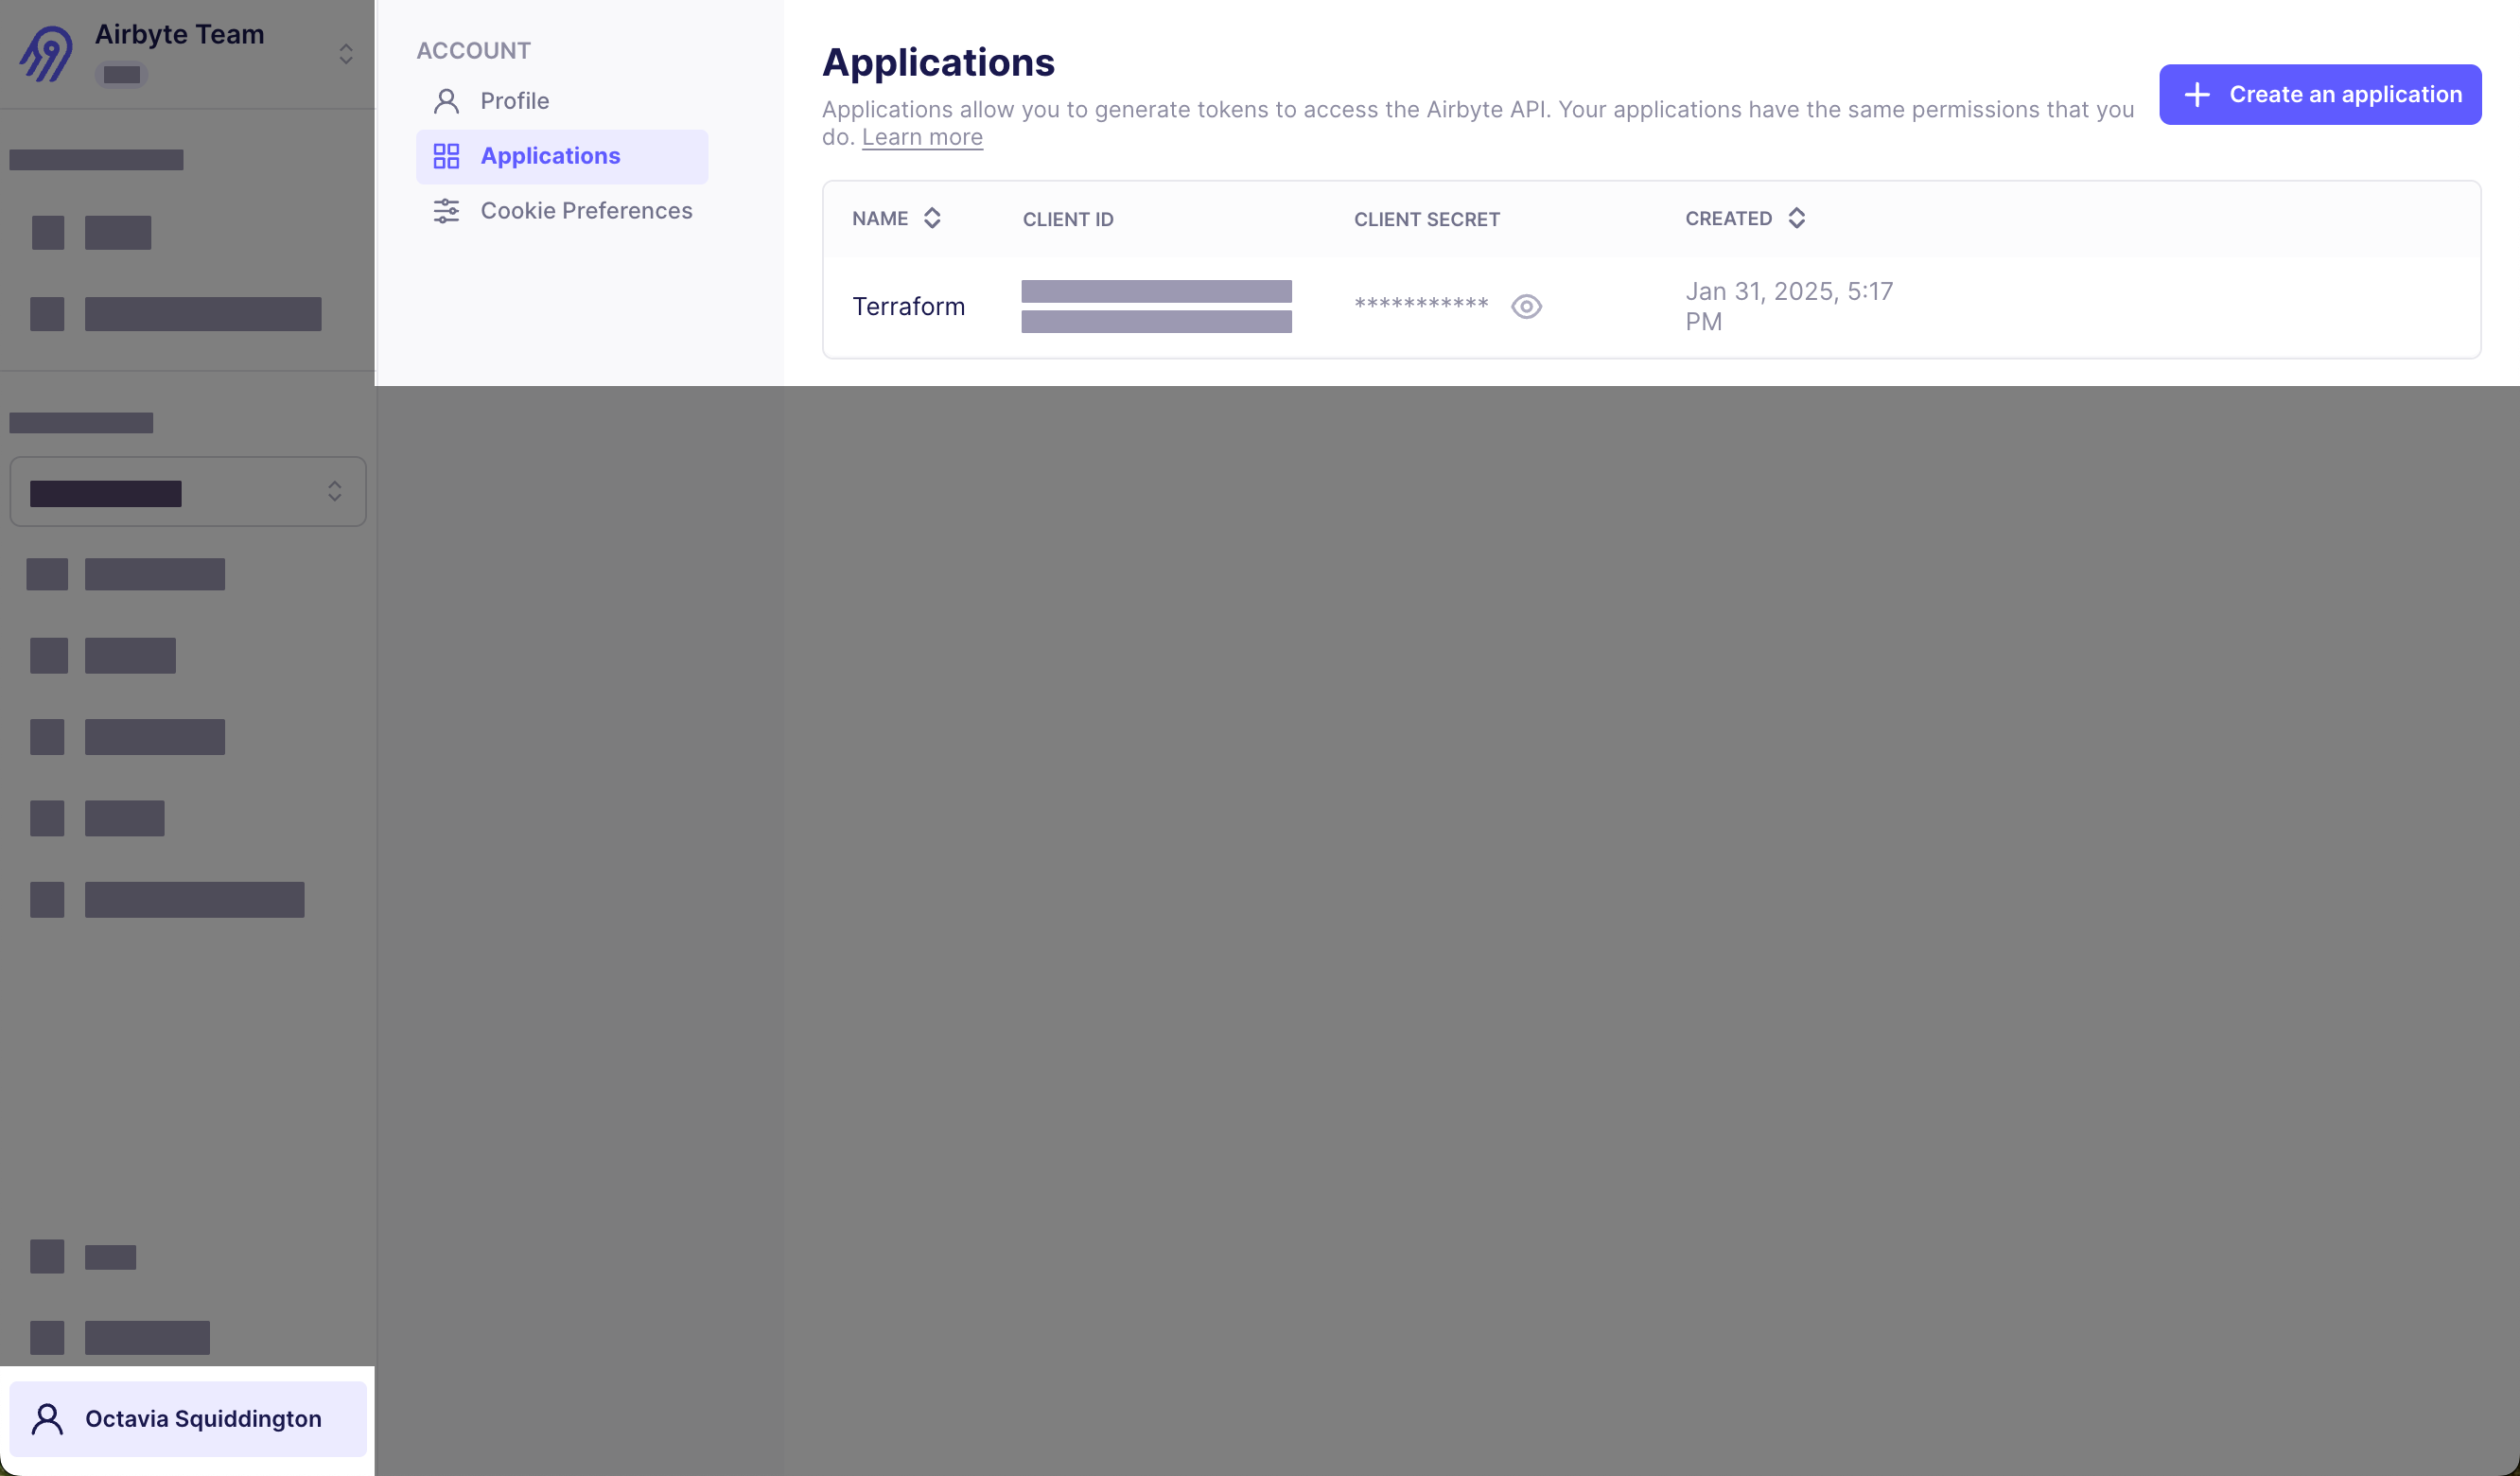 Airbyte Team
ACCOUNT
Profile
Applications
Cookie Preferences
Applications
Applications allow you to generate tokens to access the Airbyte API. Your applications have the same permissions that you
do. Learn more
Create an application
NAME CLIENT ID CLIENT SECRET CREATED
Terraform *********** Jan 31, 2025, 5:17
PM
Octavia Squiddington